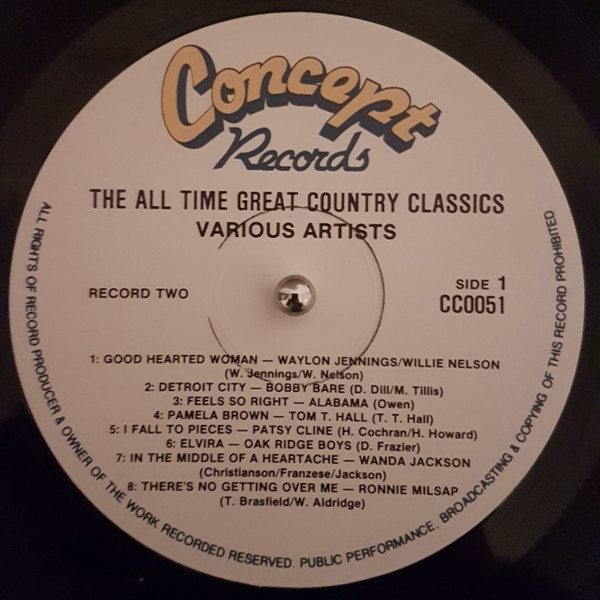 Concept
Records
THE ALL TIME GREAT COUNTRY CLASSICS
VARIOUS ARTISTS
RECORD TWO
SIDE 1
CC0051
1: GOOD HEARTED WOMAN — WAYLON JENNINGS/WILLIE NELSON
(W. Jennings/W. Nelson)
2: DETROIT CITY — BOBBY BARE (D. Dill/M. Tillis)
3: FEELS SO RIGHT — ALABAMA (Owen)
4: PAMELA BROWN — TOM T. HALL (T. T. Hall)
5: I FALL TO PIECES — PATSY CLINE (H. Cochran/H. Howard)
6: ELVIRA — OAK RIDGE BOYS (D. Frazier)
7: IN THE MIDDLE OF A HEARTACHE — WANDA JACKSON
(Christianson/Franzese/Jackson)
8: THERE'S NO GETTING OVER ME — RONNIE MILSAP
(T. Brasfield/W. Aldridge)
ALL RIGHTS OF RECORD PRODUCER & OWNER OF THE WORK RECORDED RESERVED. PUBLIC PERFORMANCE, BROADCASTING & COPYING OF THIS RECORD PROHIBITED.